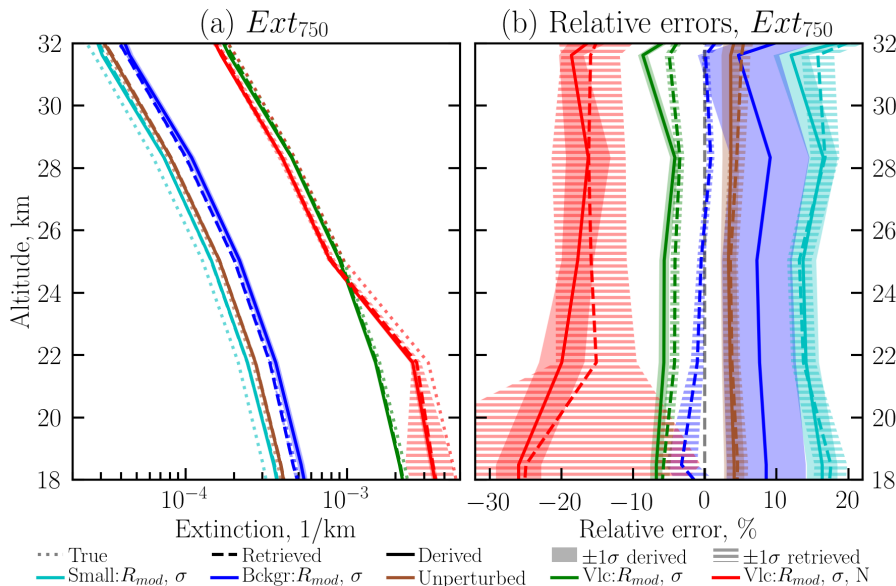 (a) Ext750
(b) Relative errors, Ext750
32 32
30 30
28 28
26 26
24 24
22 22
20 20
18 18
Altitude, km
10−4 10−3
−30 −20 −10 0 10 20
Extinction, 1/km
Relative error, %
True Retrieved Derived ±1σ derived ±1σ retrieved
Small:Rmod, σ Bckgr:Rmod, σ Unperturbed Vlc:Rmod, σ Vlc:Rmod, σ, N